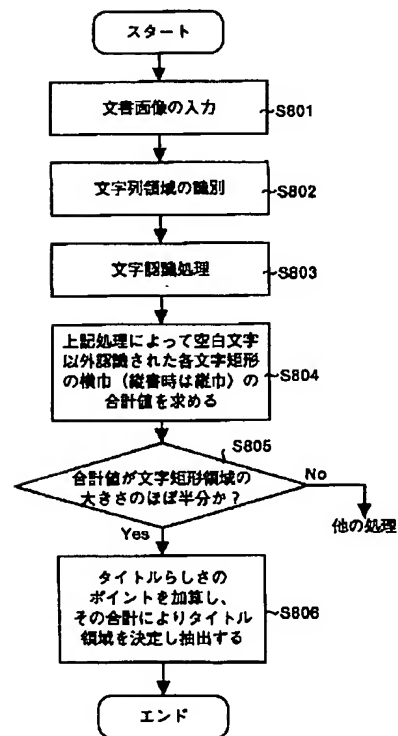 スタート
文書画像の入力
S801
文字列領域の識別
S802
文字認識処理
S803
上記処理によって空白文字
以外認識された各文字矩形
の横巾（縦書時は縦巾）の
合計値を求める
S804
S805
合計値が文字矩形領域の
大きさのほぼ半分か？
No
他の処理
Yes
タイトルらしさの
ポイントを加算し、
その合計によりタイトル
領域を決定し抽出する
S806
エンド